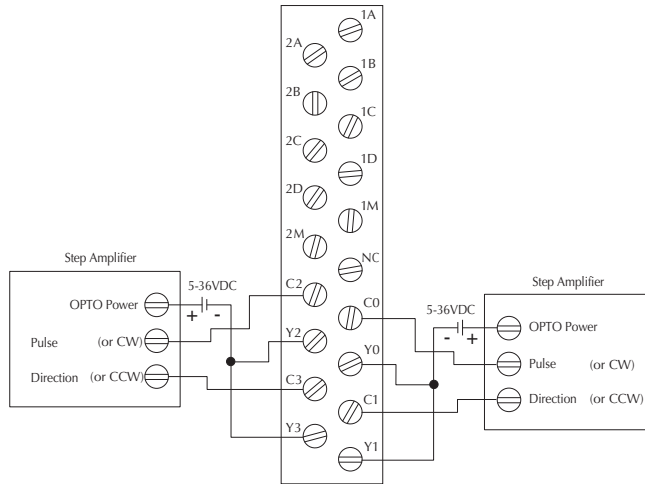 1A
2A
1B
2B
1C
2C
1D
2D
1M
2M
NC
C2
C0
Y2
Y0
C3
C1
Y3
Y1
Step Amplifier
5-36VDC
OPTO Power
+ -
Pulse (or CW)
Direction (or CCW)
Step Amplifier
5-36VDC
OPTO Power
- +
Pulse (or CW)
Direction (or CCW)